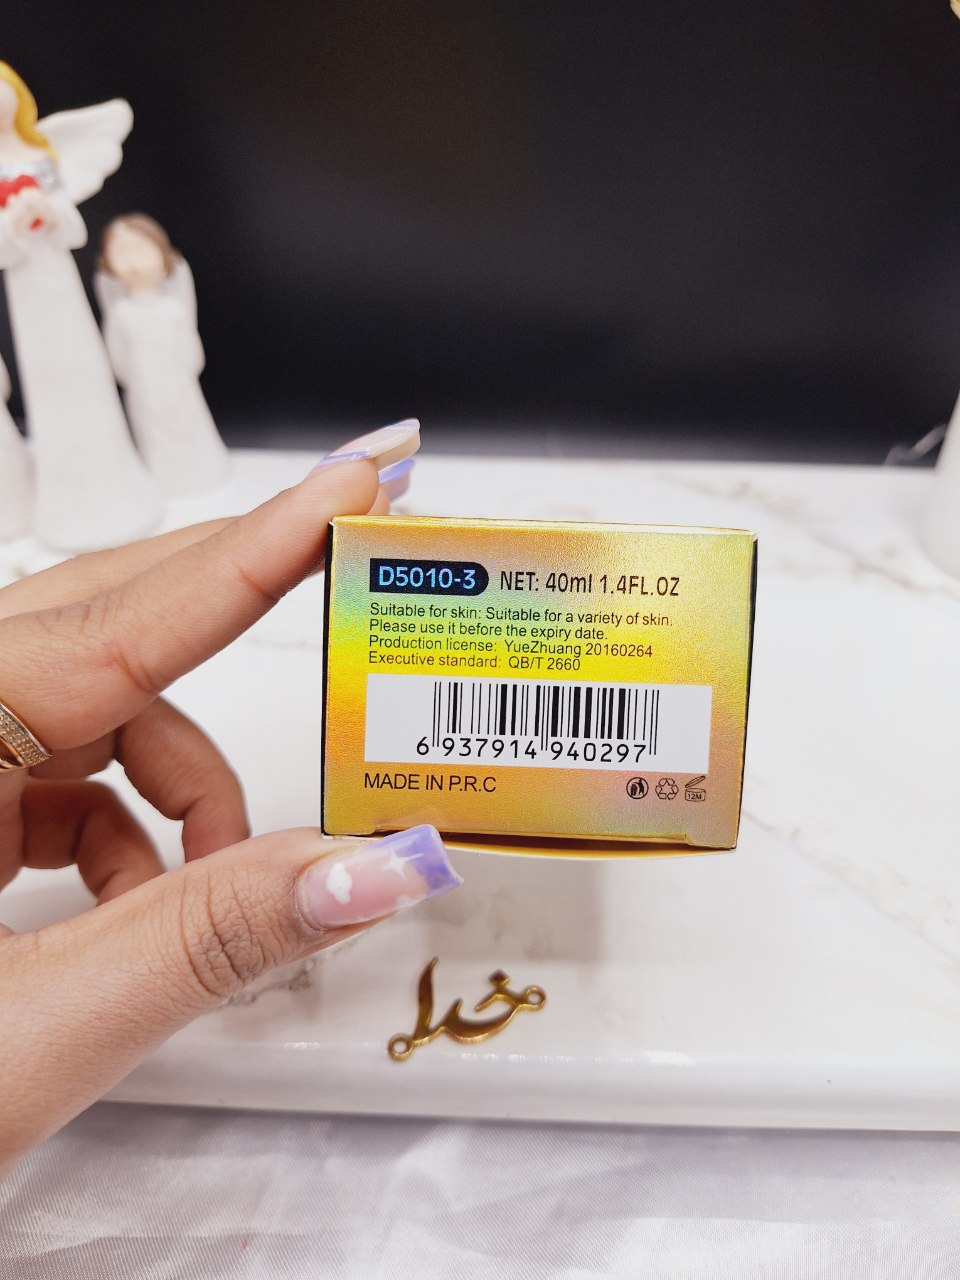 D5010-3 NET: 40ml 1.4FL.OZ
Suitable for skin: Suitable for a variety of skin.
Please use it before the expiry date.
Production license: YueZhuang 20160264
Executive standard: QB/T 2660
6 937914 940297
MADE IN P.R.C
12M
خدا